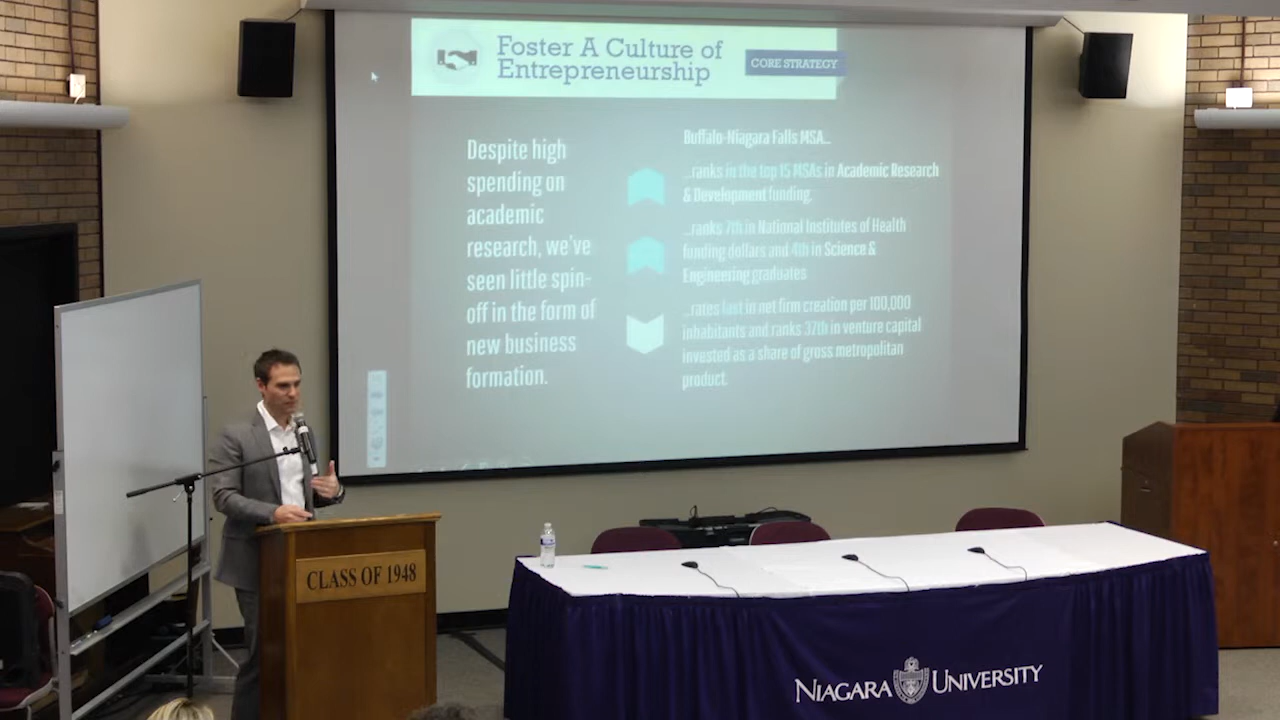 Foster A Culture of
Entrepreneurship
CORE STRATEGY
Despite high
spending on
academic
research, we've
seen little spin-
off in the form of
new business
formation.
Buffalo-Niagara Falls MSA...
...ranks in the top 15 MSAs in Academic Research
& Development funding.
...ranks 7th in National Institutes of Health
funding dollars and 4th in Science &
Engineering graduates
...rates last in net firm creation per 100,000
inhabitants and ranks 37th in venture capital
invested as a share of gross metropolitan
product.
CLASS OF 1948
NIAGARA UNIVERSITY